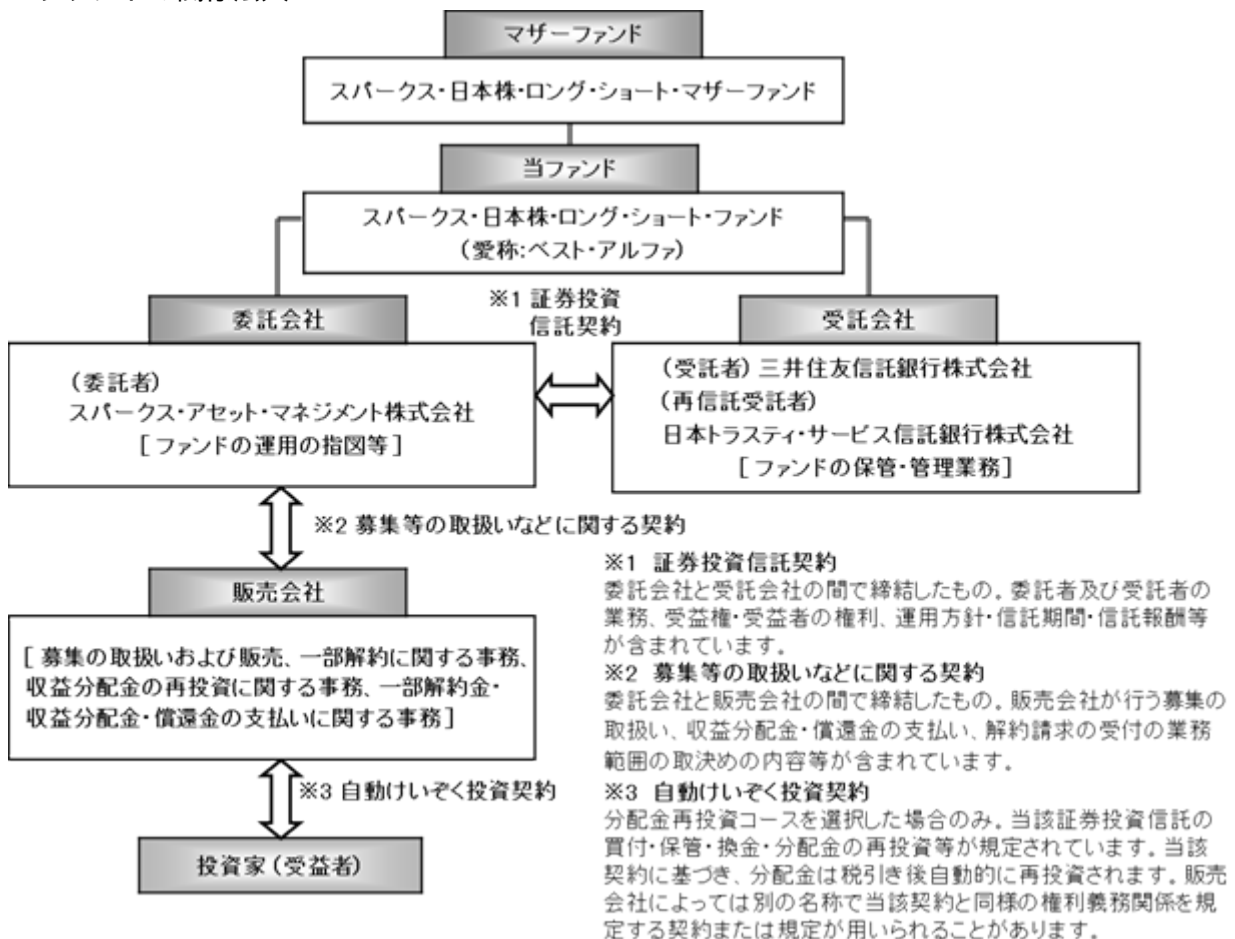 マザーファンド
スパークス・日本株・ロング・ショート・マザーファンド
当ファンド
スパークス・日本株・ロング・ショート・ファンド
(愛称:ベスト・アルファ)
※1 証券投資
信託契約
委託会社
(委託者)
スパークス・アセット・マネジメント株式会社
[ファンドの運用の指図等]
受託会社
(受託者) 三井住友信託銀行株式会社
(再信託受託者)
日本トラスティ・サービス信託銀行株式会社
[ファンドの保管・管理業務]
※2 募集等の取扱いなどに関する契約
販売会社
[募集の取扱いおよび販売、一部解約に関する事務、
収益分配金の再投資に関する事務、一部解約金・
収益分配金・償還金の支払いに関する事務]
※3 自動けいぞく投資契約
投資家(受益者)
※1 証券投資信託契約
委託会社と受託会社の間で締結したもの。委託者及び受託者の
業務、受益権・受益者の権利、運用方針・信託期間・信託報酬等
が含まれています。
※2 募集等の取扱いなどに関する契約
委託会社と販売会社の間で締結したもの。販売会社が行う募集の
取扱い、収益分配金・償還金の支払い、解約請求の受付の業務
範囲の取決めの内容等が含まれています。
※3 自動けいぞく投資契約
分配金再投資コースを選択した場合のみ。当該証券投資信託の
買付・保管・換金・分配金の再投資等が規定されています。当該
契約に基づき、分配金は税引き後自動的に再投資されます。販売
会社によっては別の名称で当該契約と同様の権利義務関係を規
定する契約または規定が用いられることがあります。